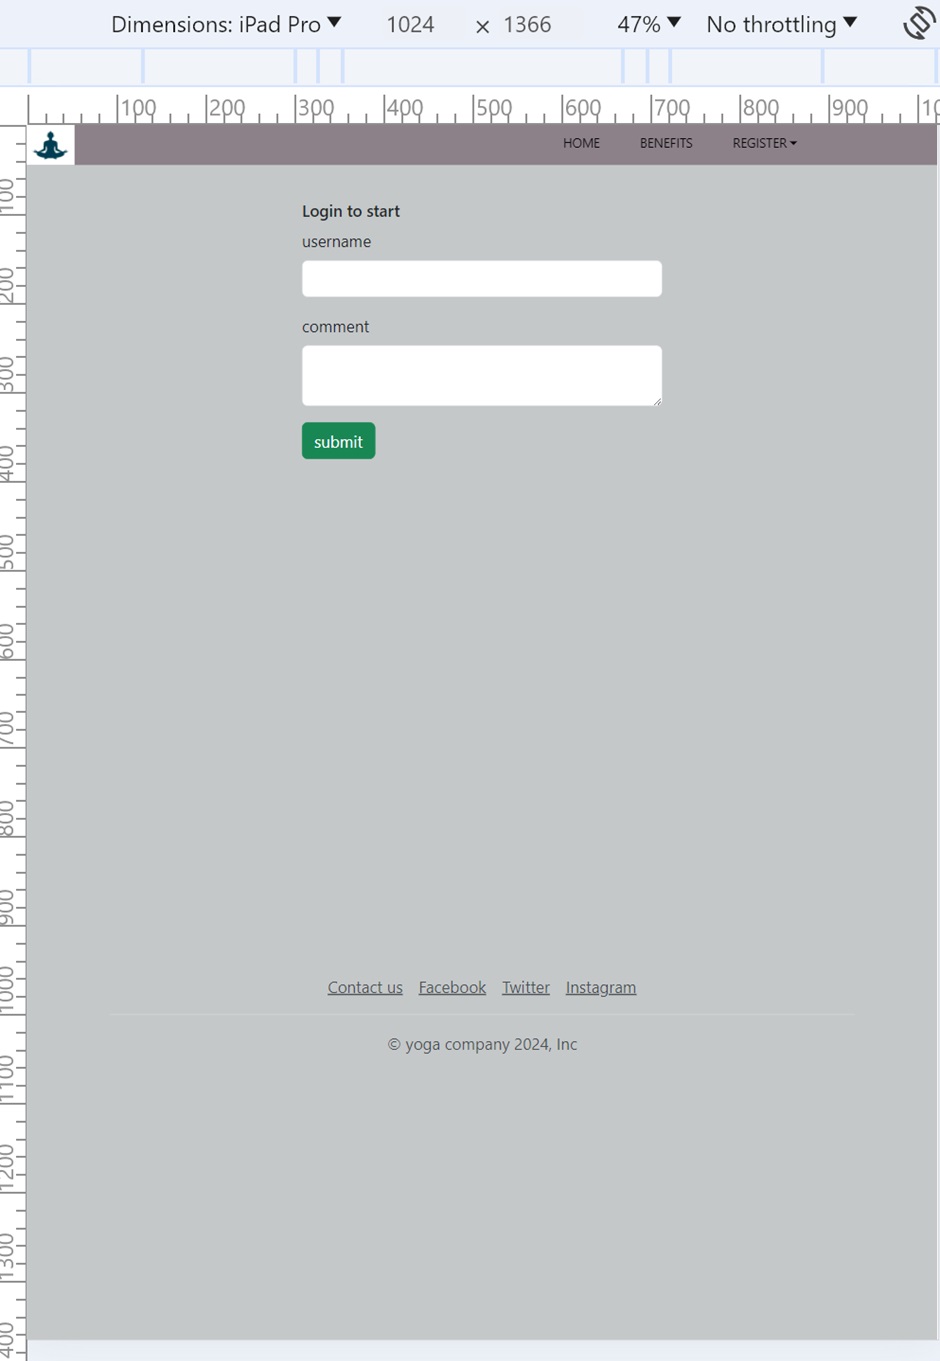 Dimensions: iPad Pro ▼ 1024 × 1366 47% ▼ No throttling ▼
100 200 300 400 500 600 700 800 900
HOME BENEFITS REGISTER
100
Login to start
username
200
comment
300
submit
400
500
600
700
800
900
Contact us Facebook Twitter Instagram
1000
© yoga company 2024, Inc
1100
1200
1300